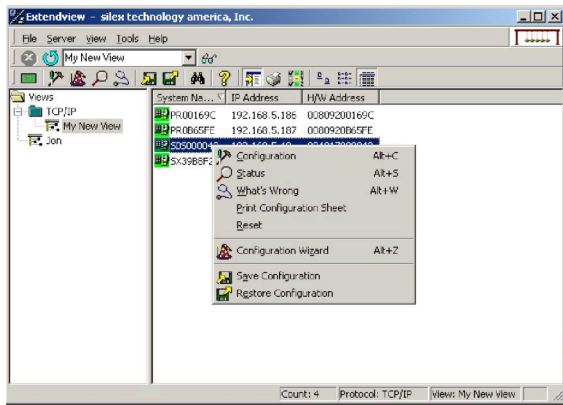 Extendview - silex technology america, Inc.
File Server View Tools Help
My New View
Views
TCP/IP
My New View
Jon
System Na... IP Address H/W Address
PR00169C 192.168.5.186 00809200169C
PR0B65FE 192.168.5.187 0080920B65FE
SDS000042
SX39B8F2
Configuration Alt+C
Status Alt+S
What's Wrong Alt+W
Print Configuration Sheet
Reset
Configuration Wizard Alt+Z
Save Configuration
Restore Configuration
Count: 4 Protocol: TCP/IP View: My New View